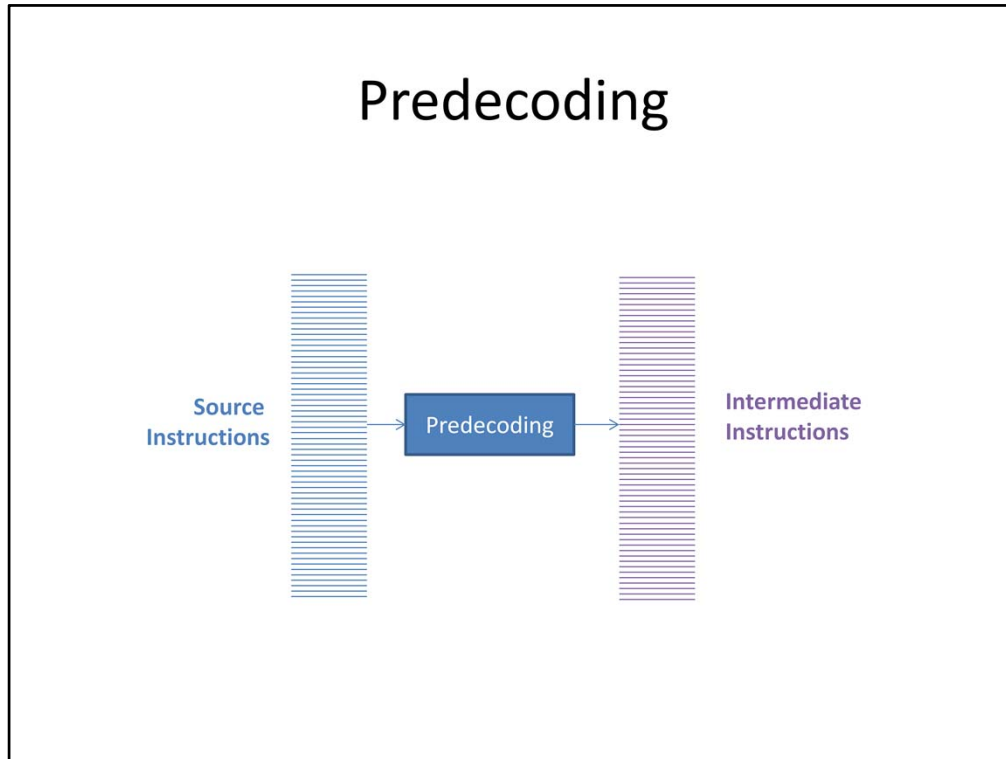 Predecoding
Source
Instructions
Predecoding
Intermediate
Instructions